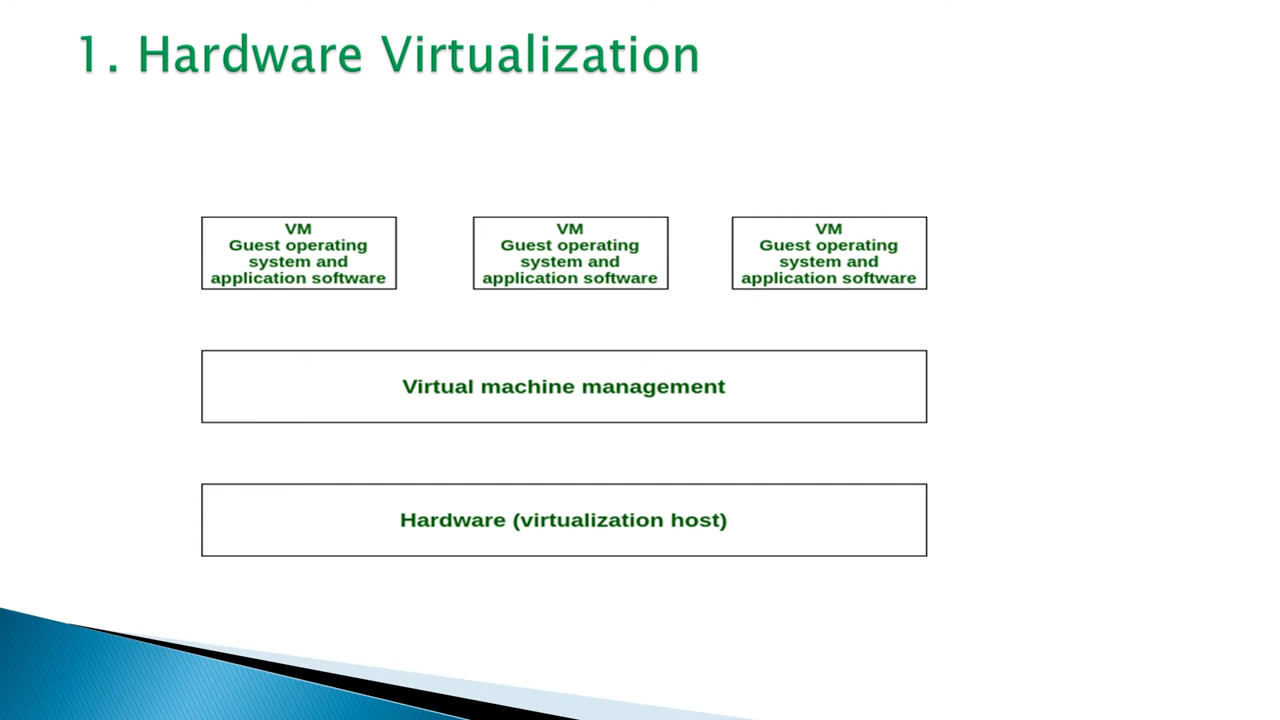 1. Hardware Virtualization
VM
Guest operating
system and
application software
VM
Guest operating
system and
application software
VM
Guest operating
system and
application software
Virtual machine management
Hardware (virtualization host)